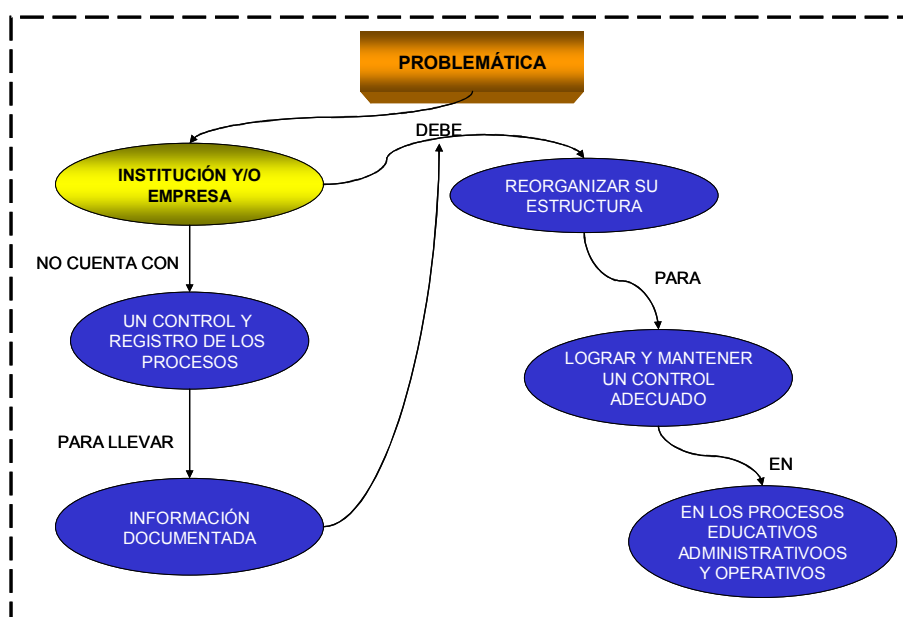 PROBLEMÁTICA
DEBE
INSTITUCIÓN Y/O
EMPRESA
REORGANIZAR SU
ESTRUCTURA
NO CUENTA CON
PARA
UN CONTROL Y
REGISTRO DE LOS
PROCESOS
LOGRAR Y MANTENER
UN CONTROL
ADECUADO
PARA LLEVAR
EN
INFORMACIÓN
DOCUMENTADA
EN LOS PROCESOS
EDUCATIVOS
ADMINISTRATIVOOS
Y OPERATIVOS